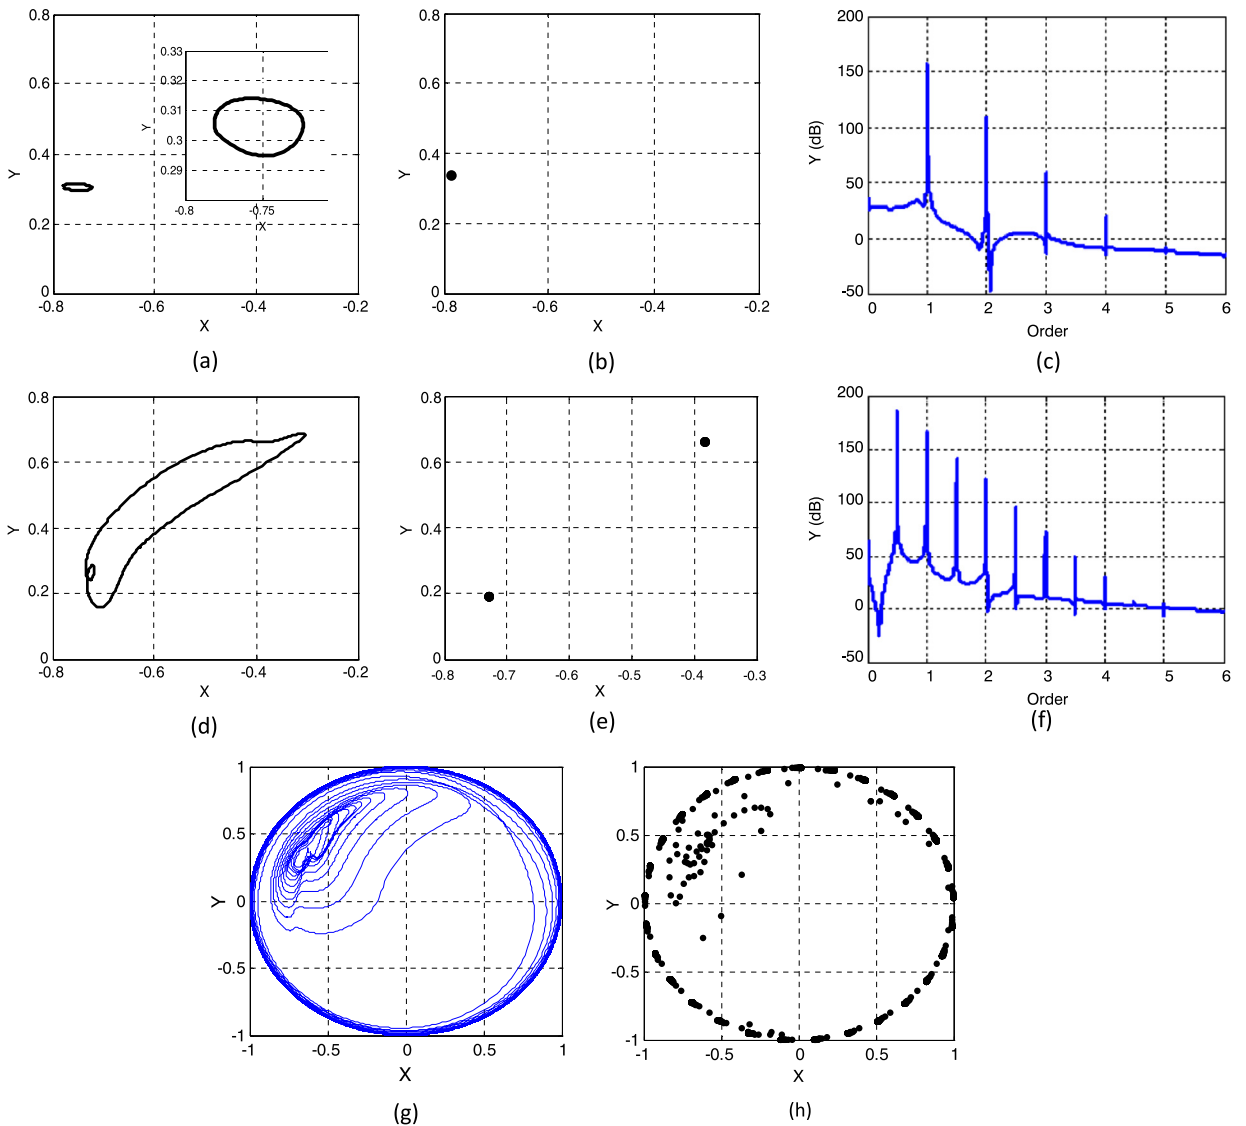 0.8
0.6
0.4
0.2
0
Y
-0.8
-0.6
-0.4
-0.2
X
0.33
0.32
0.31
0.3
0.29
Y
-0.8
-0.75
X
(a)
0.8
0.6
0.4
0.2
0
Y
-0.8
-0.6
-0.4
-0.2
X
(b)
200
150
100
50
0
-50
Y (dB)
0 1 2 3 4 5 6
Order
(c)
0.8
0.6
0.4
0.2
0
Y
-0.8
-0.6
-0.4
-0.2
X
(d)
0.8
0.6
0.4
0.2
0
Y
-0.8
-0.7
-0.6
-0.5
-0.4
-0.3
X
(e)
200
150
100
50
0
-50
Y (dB)
0 1 2 3 4 5 6
Order
(f)
1
0.5
0
-0.5
-1
Y
-1
-0.5
0
0.5
1
X
(g)
1
0.5
0
-0.5
-1
Y
-1
-0.5
0
0.5
1
X
(h)